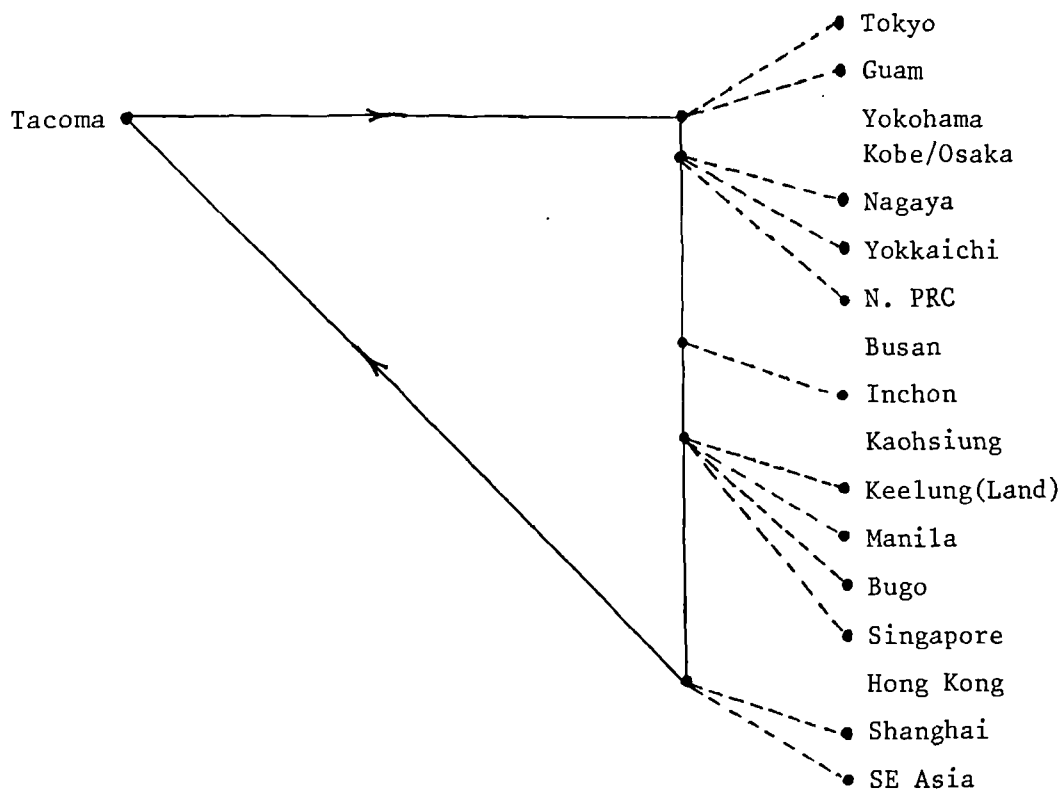 Tokyo
Guam
Tacoma
Yokohama
Kobe/Osaka
Nagaya
Yokkaichi
N. PRC
Busan
Inchon
Kaohsiung
Keelung(Land)
Manila
Bugo
Singapore
Hong Kong
Shanghai
SE Asia